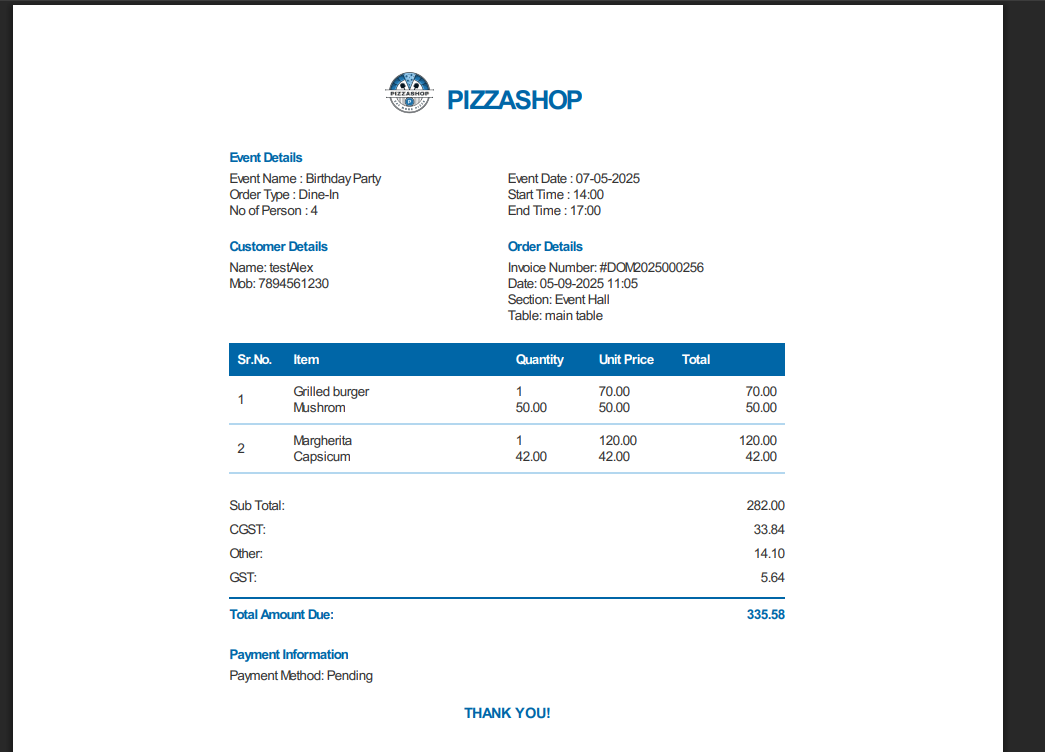 PIZZASHOP
PIZZASHOP
Event Details
Event Name : Birthday Party
Order Type : Dine-In
No of Person : 4
Event Date : 07-05-2025
Start Time : 14:00
End Time : 17:00
Customer Details
Name: testAlex
Mob: 7894561230
Order Details
Invoice Number: #DOM2025000256
Date: 05-09-2025 11:05
Section: Event Hall
Table: main table
Sr.No. Item Quantity Unit Price Total
1 Grilled burger 1 70.00 70.00
Mushrom 50.00 50.00 50.00
2 Margherita 1 120.00 120.00
Capsicum 42.00 42.00 42.00
Sub Total: 282.00
CGST: 33.84
Other: 14.10
GST: 5.64
Total Amount Due: 335.58
Payment Information
Payment Method: Pending
THANK YOU!